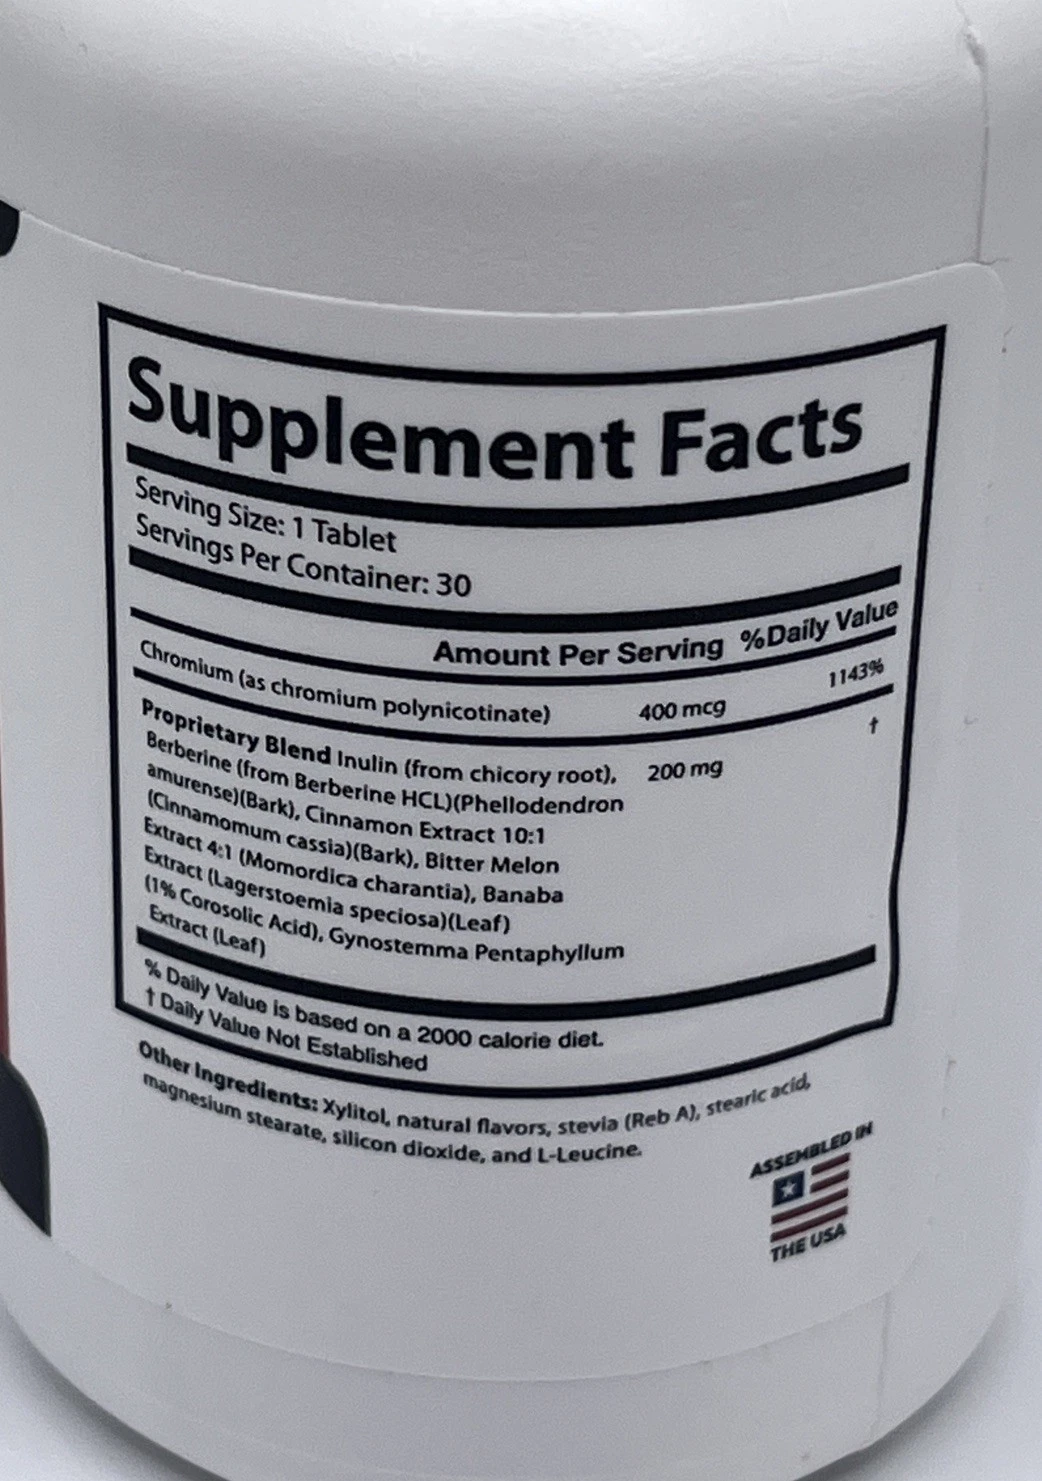 Supplement Facts
Serving Size: 1 Tablet
Servings Per Container: 30
Amount Per Serving %Daily Value
Chromium (as chromium polynicotinate) 400 mcg 1143%
Proprietary Blend Inulin (from chicory root), 200 mg †
Berberine (from Berberine HCL)(Phellodendron
amurense)(Bark), Cinnamon Extract 10:1
(Cinnamomum cassia)(Bark), Bitter Melon
Extract 4:1 (Momordica charantia), Banaba
Extract (Lagerstoemia speciosa)(Leaf)
(1% Corosolic Acid), Gynostemma Pentaphyllum
Extract (Leaf)
% Daily Value is based on a 2000 calorie diet.
† Daily Value Not Established
Other Ingredients: Xylitol, natural flavors, stevia (Reb A), stearic acid,
magnesium stearate, silicon dioxide, and L-Leucine.
ASSEMBLED IN
THE USA